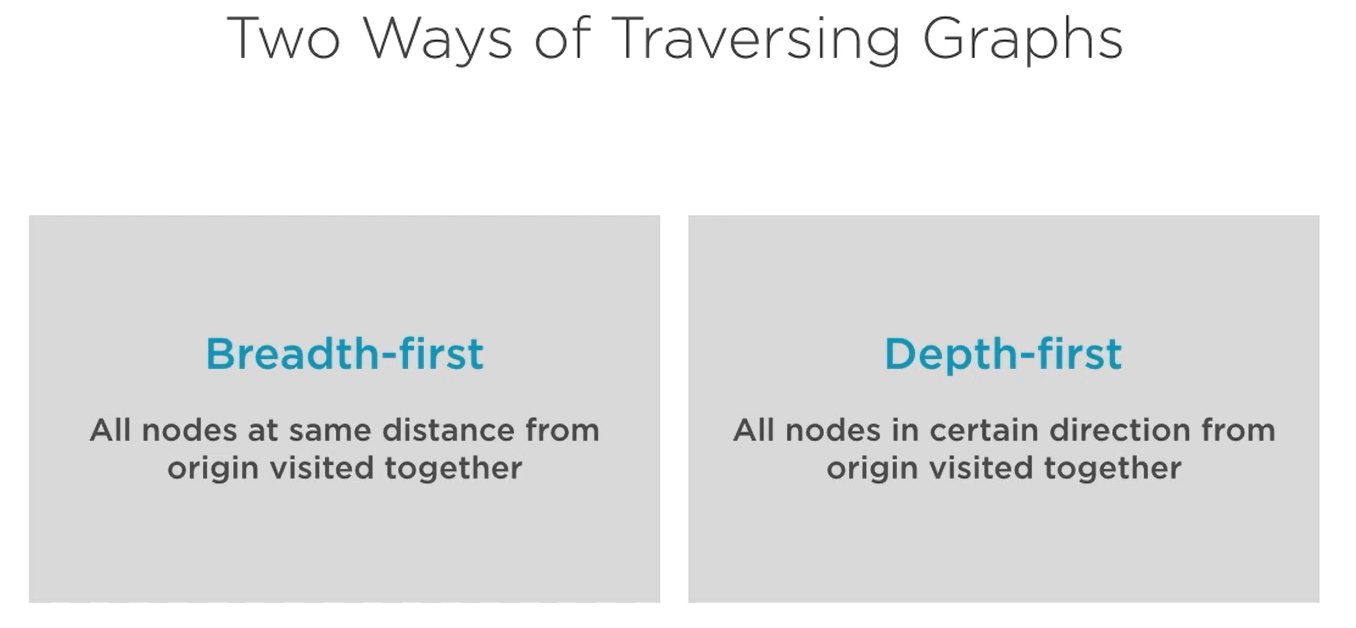 Two Ways of Traversing Graphs
Breadth-first
All nodes at same distance from
origin visited together
Depth-first
All nodes in certain direction from
origin visited together